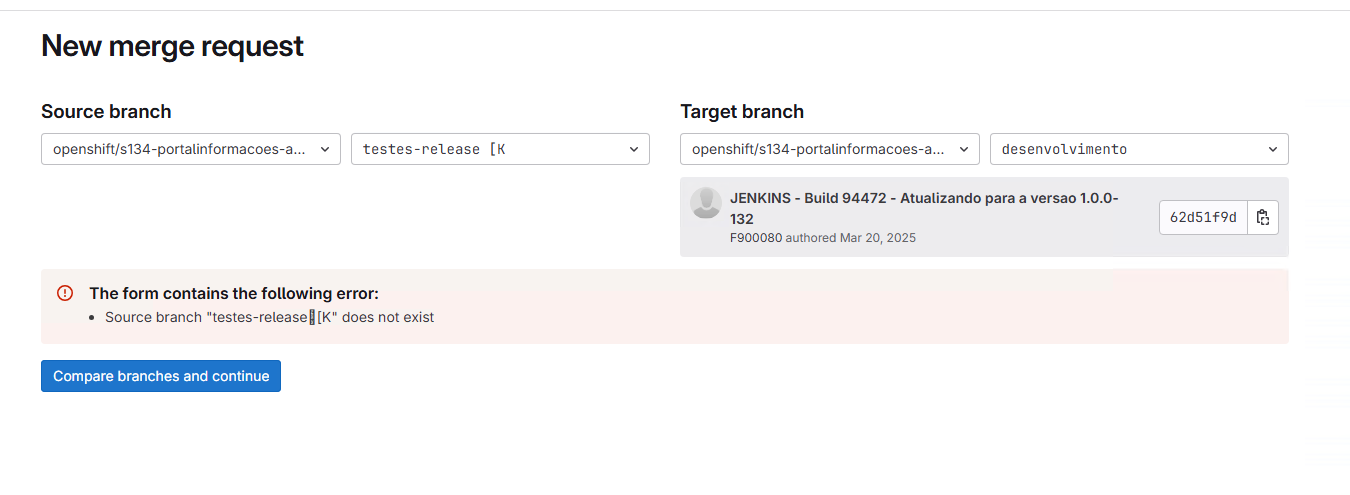 New merge request
Source branch
Target branch
openshift/s134-portalinformacoes-a...
testes-release [K
openshift/s134-portalinformacoes-a...
desenvolvimento
JENKINS - Build 94472 - Atualizando para a versao 1.0.0-
132
F900080 authored Mar 20, 2025
62d51f9d
The form contains the following error:
Source branch "testes-release[K" does not exist
Compare branches and continue